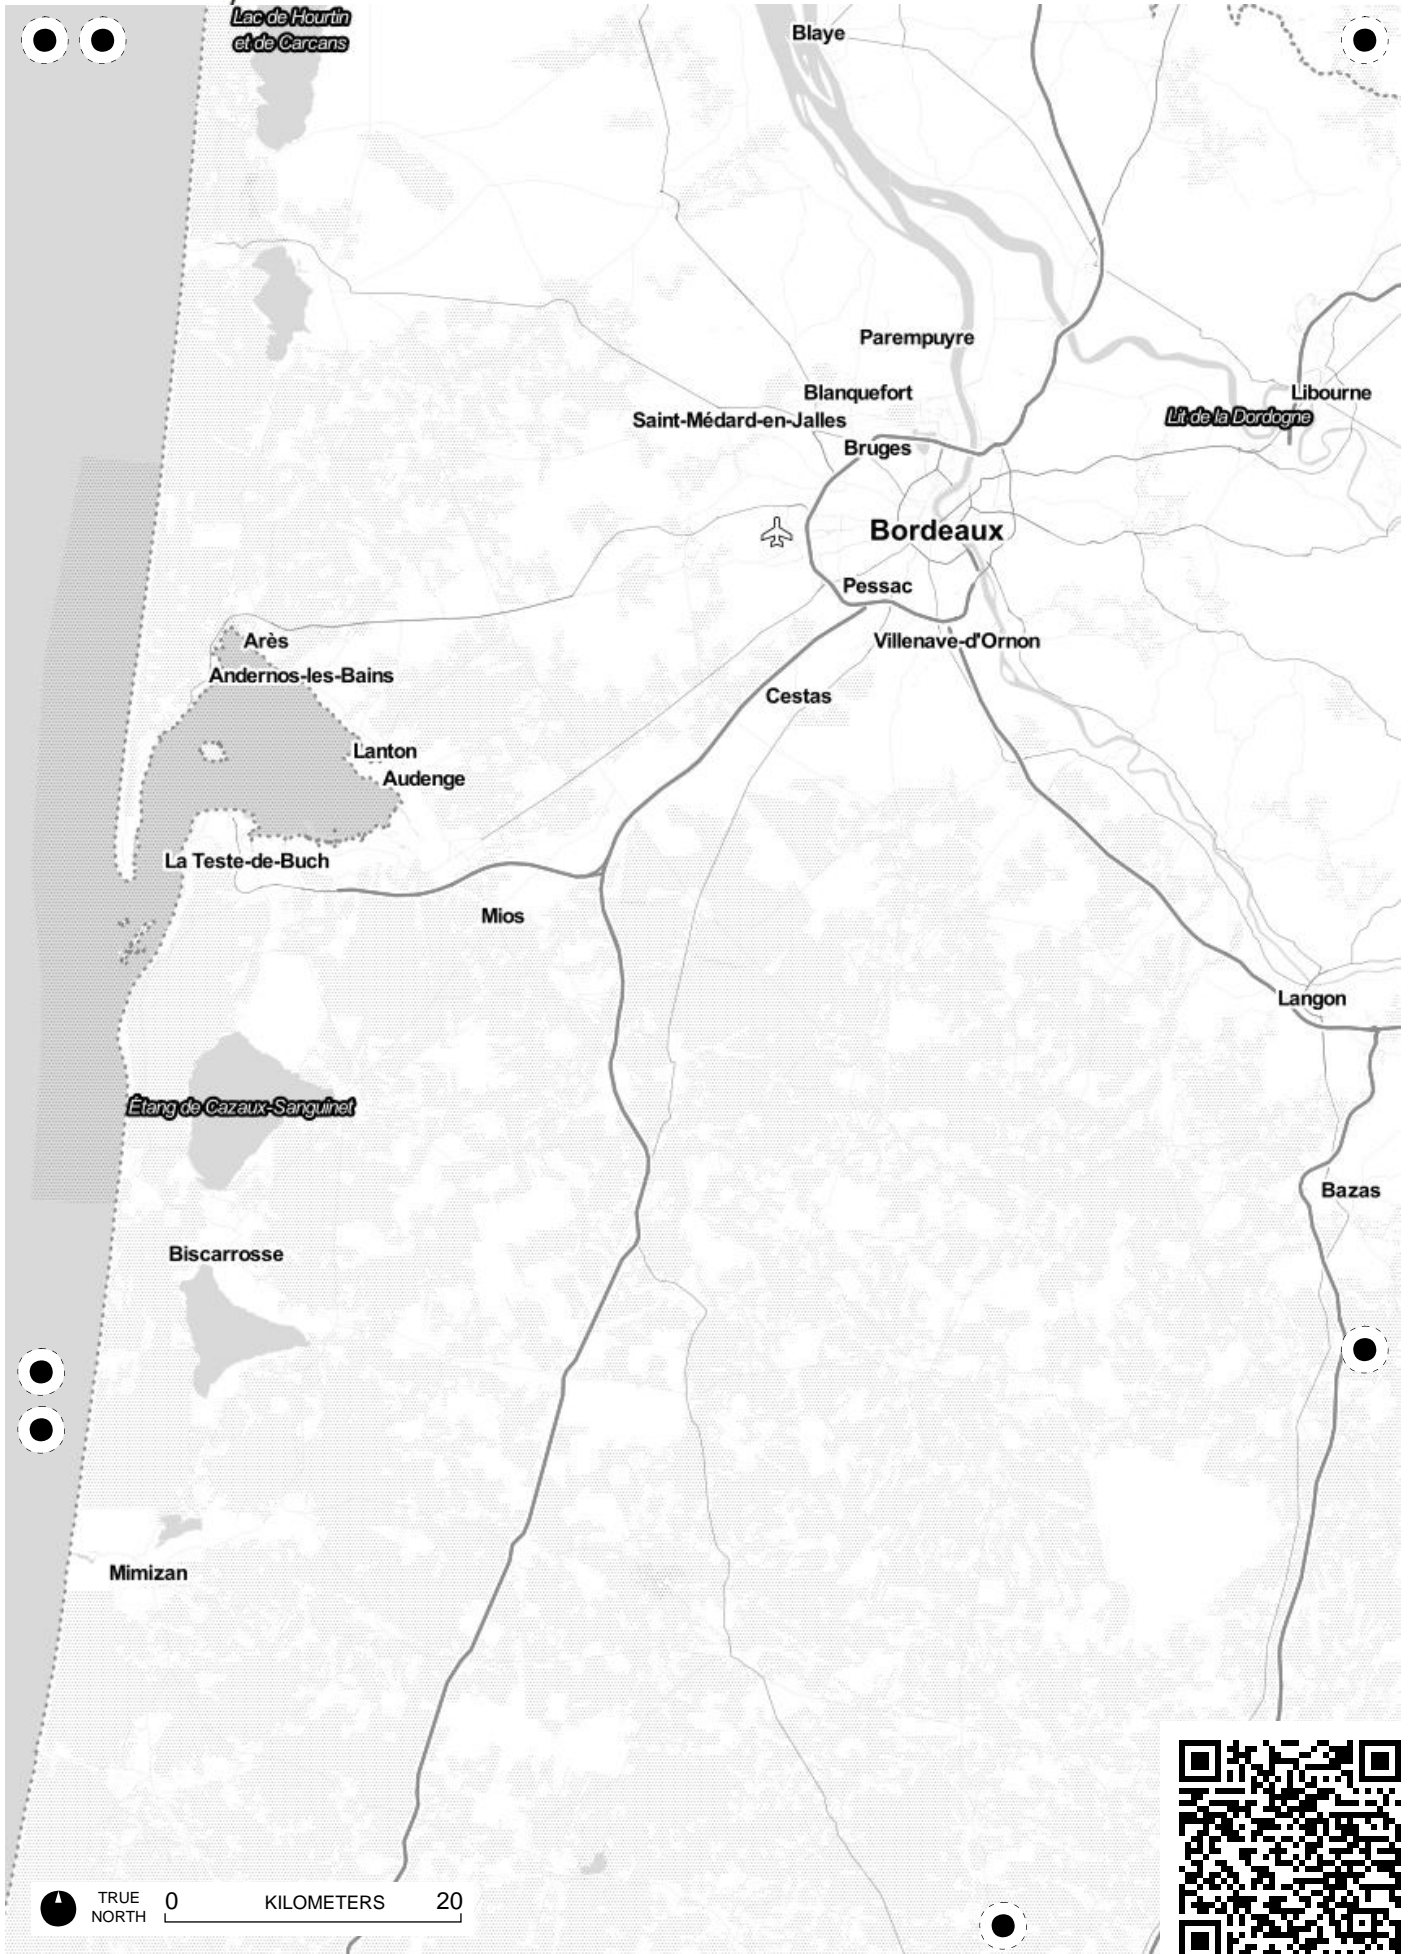 Lac de Hourtin
et de Carcans
Blaye
Parempuyre
Blanquefort
Libourne
Saint-Médard-en-Jalles
Lit de la Dordogne
Bruges
Bordeaux
Pessac
Arès
Villenave-d'Ornon
Andernos-les-Bains
Cestas
Lanton
Audenge
La Teste-de-Buch
Mios
Langon
Étang de Cazaux-Sanguinet
Bazas
Biscarrosse
Mimizan
TRUE
NORTH
0 KILOMETERS 20